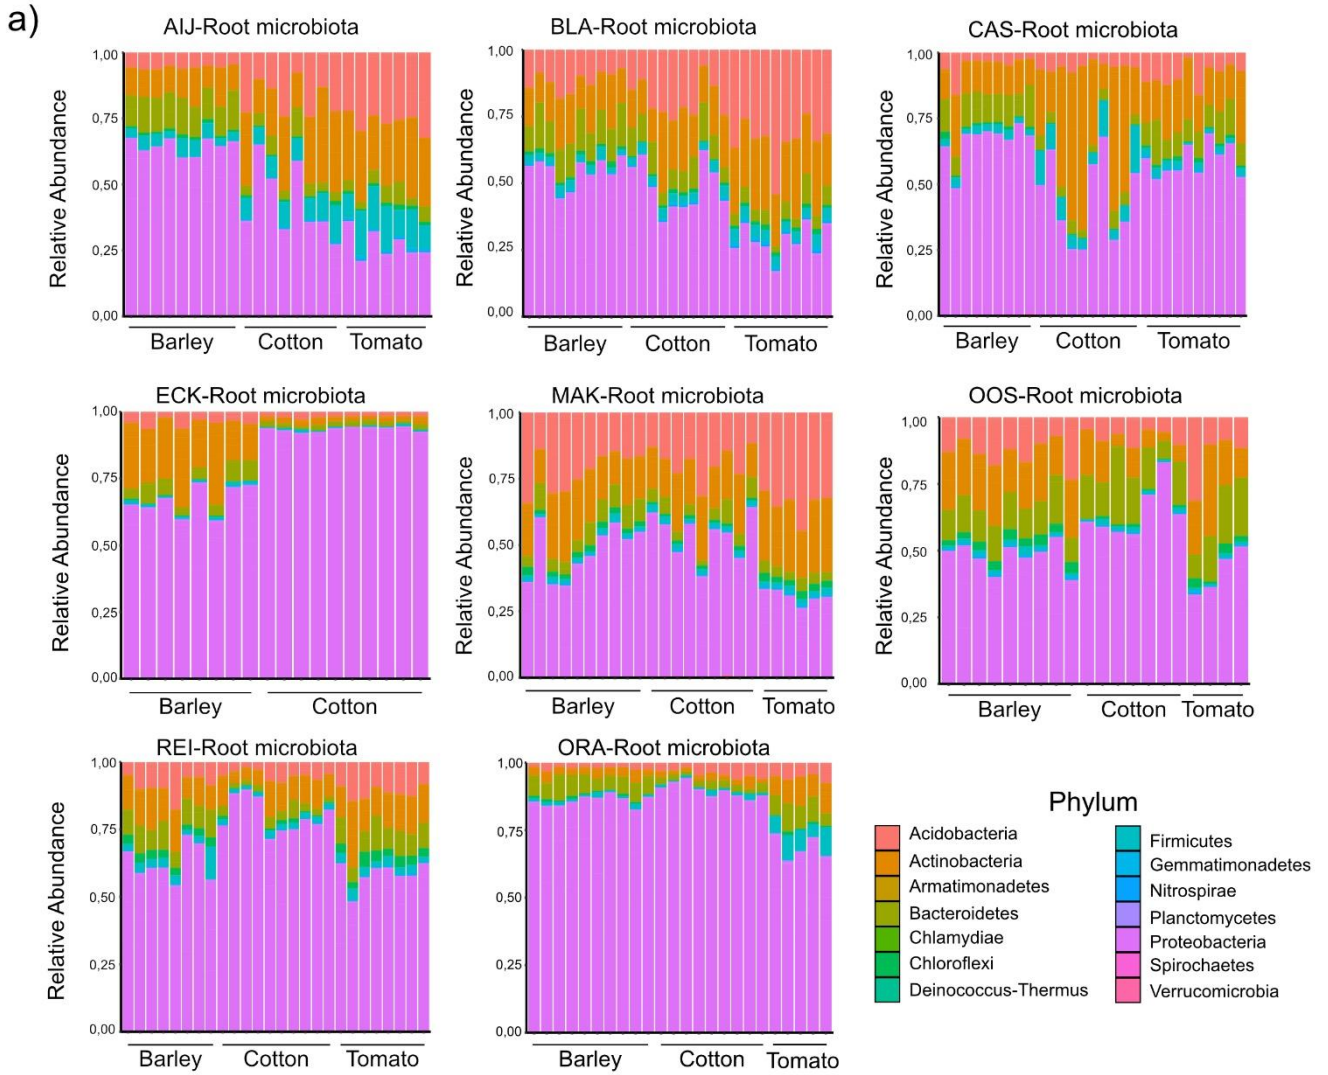 a)
AIJ-Root microbiota
Relative Abundance
1,00
0,75
0,50
0,25
0,00
Barley
Cotton
Tomato
BLA-Root microbiota
Relative Abundance
1,00
0,75
0,50
0,25
0,00
Barley
Cotton
Tomato
CAS-Root microbiota
Relative Abundance
1,00
0,75
0,50
0,25
0,00
Barley
Cotton
Tomato
ECK-Root microbiota
Relative Abundance
1,00
0,75
0,50
0,25
0,00
Barley
Cotton
MAK-Root microbiota
Relative Abundance
1,00
0,75
0,50
0,25
0,00
Barley
Cotton
Tomato
OOS-Root microbiota
Relative Abundance
1,00
0,75
0,50
0,25
0,00
Barley
Cotton
Tomato
REI-Root microbiota
Relative Abundance
1,00
0,75
0,50
0,25
0,00
Barley
Cotton
Tomato
ORA-Root microbiota
1,00
0,75
0,50
0,25
0,00
Barley
Cotton
Tomato
Phylum
Acidobacteria
Actinobacteria
Armatimonadetes
Bacteroidetes
Chlamydiae
Chloroflexi
Deinococcus-Thermus
Firmicutes
Gemmatimonadetes
Nitrospirae
Planctomycetes
Proteobacteria
Spirochaetes
Verrucomicrobia